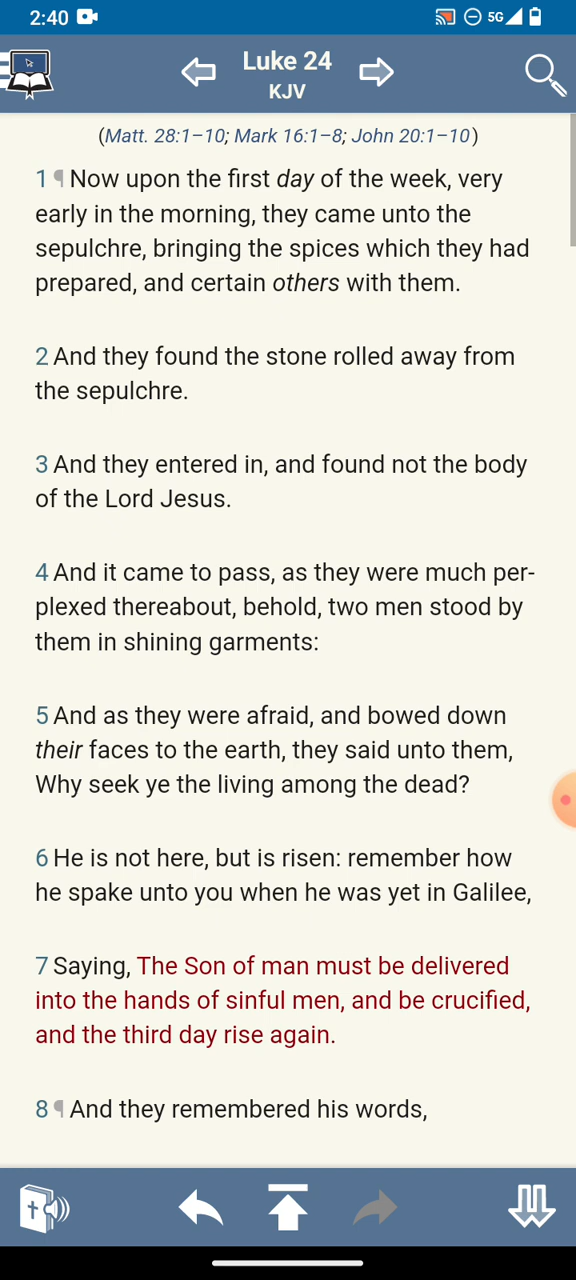 2:40
5G
Luke 24
KJV
(Matt. 28:1–10; Mark 16:1–8; John 20:1–10)
1 ¶ Now upon the first day of the week, very
early in the morning, they came unto the
sepulchre, bringing the spices which they had
prepared, and certain others with them.
2 And they found the stone rolled away from
the sepulchre.
3 And they entered in, and found not the body
of the Lord Jesus.
4 And it came to pass, as they were much per-
plexed thereabout, behold, two men stood by
them in shining garments:
5 And as they were afraid, and bowed down
their faces to the earth, they said unto them,
Why seek ye the living among the dead?
6 He is not here, but is risen: remember how
he spake unto you when he was yet in Galilee,
7 Saying, The Son of man must be delivered
into the hands of sinful men, and be crucified,
and the third day rise again.
8 ¶ And they remembered his words,